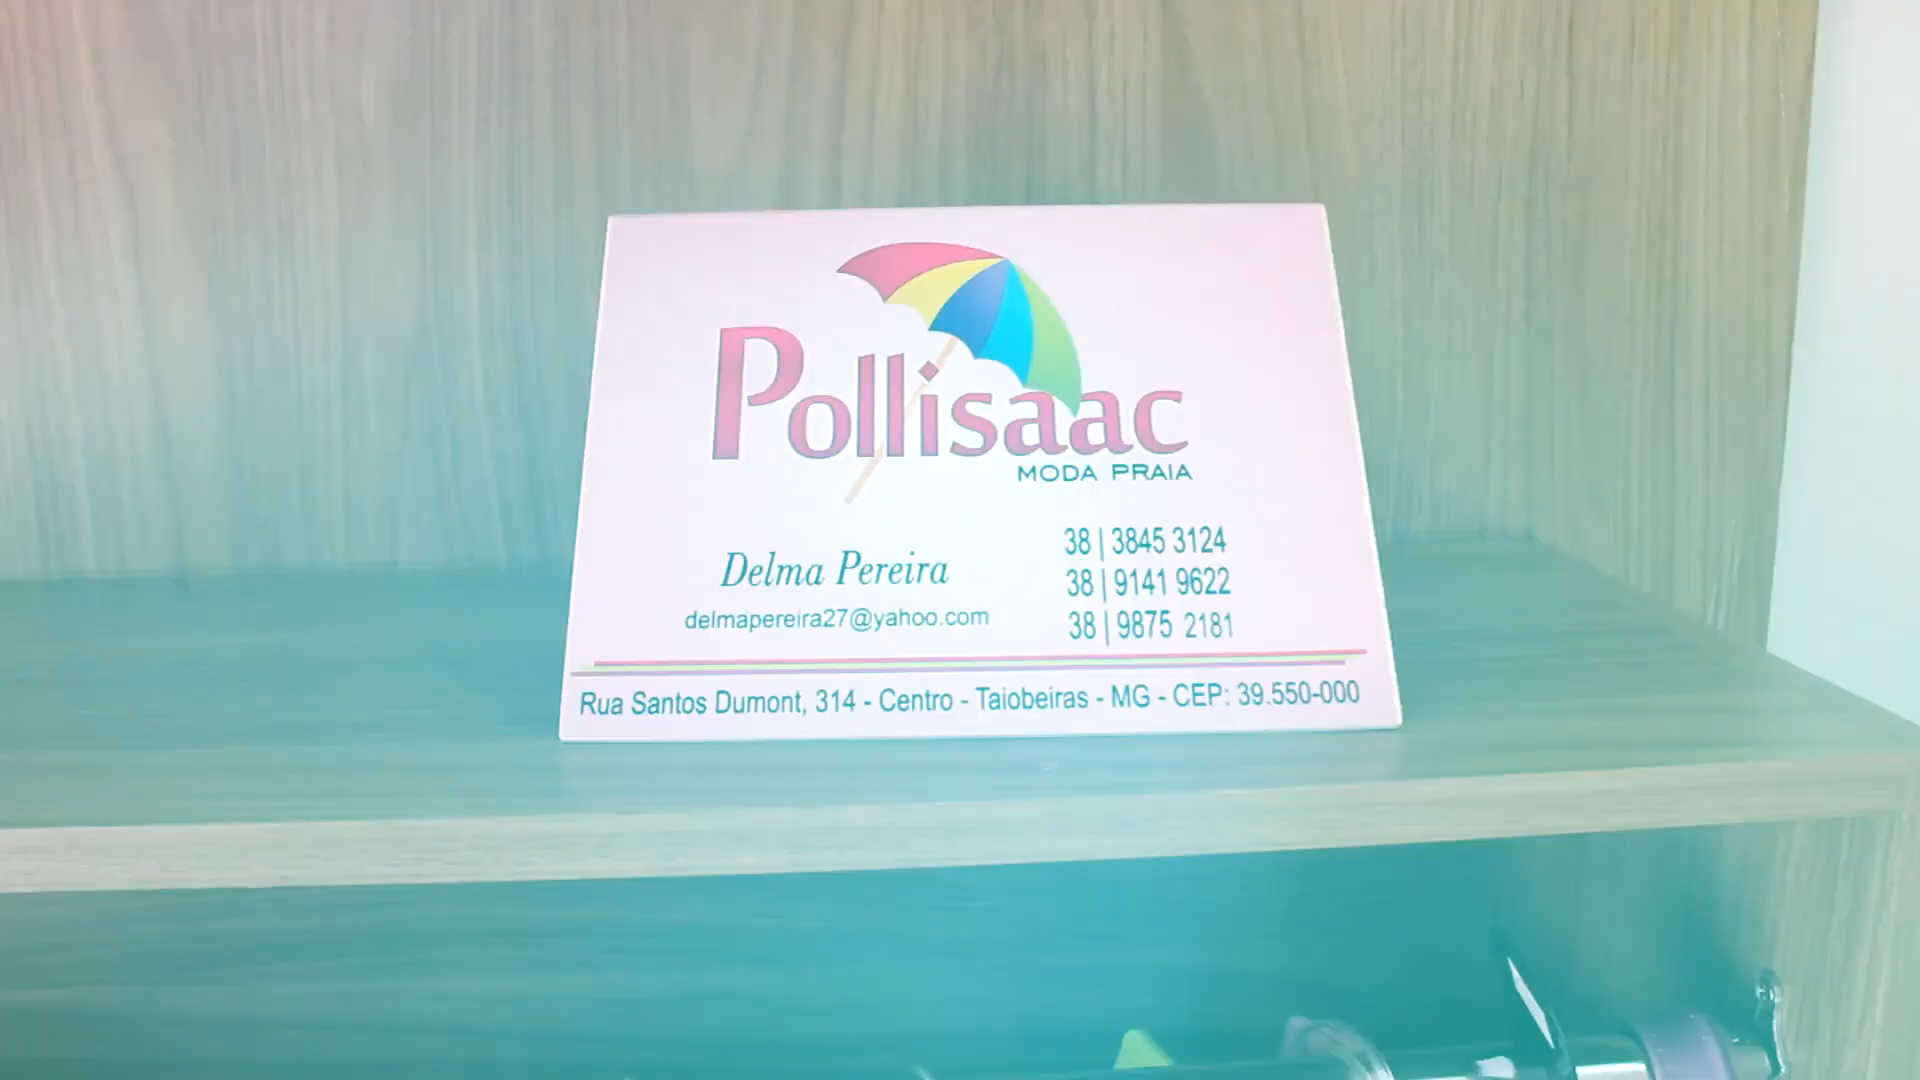 Pollisaac
MODA PRAIA
Delma Pereira
delmapereira27@yahoo.com
38 | 3845 3124
38 | 9141 9622
38 | 9875 2181
Rua Santos Dumont, 314 - Centro - Taiobeiras - MG - CEP: 39.550-000